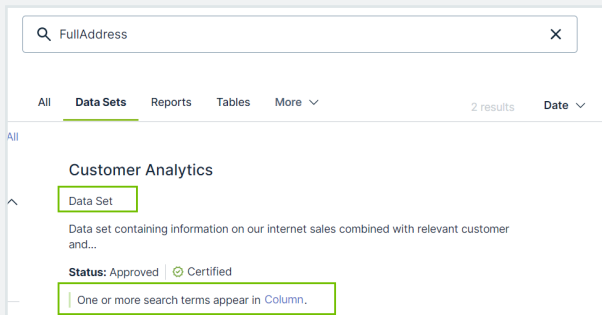 FullAddress
All Data Sets Reports Tables More 2 results Date
All
Customer Analytics
Data Set
Data set containing information on our internet sales combined with relevant customer
and...
Status: Approved Certified
One or more search terms appear in Column.